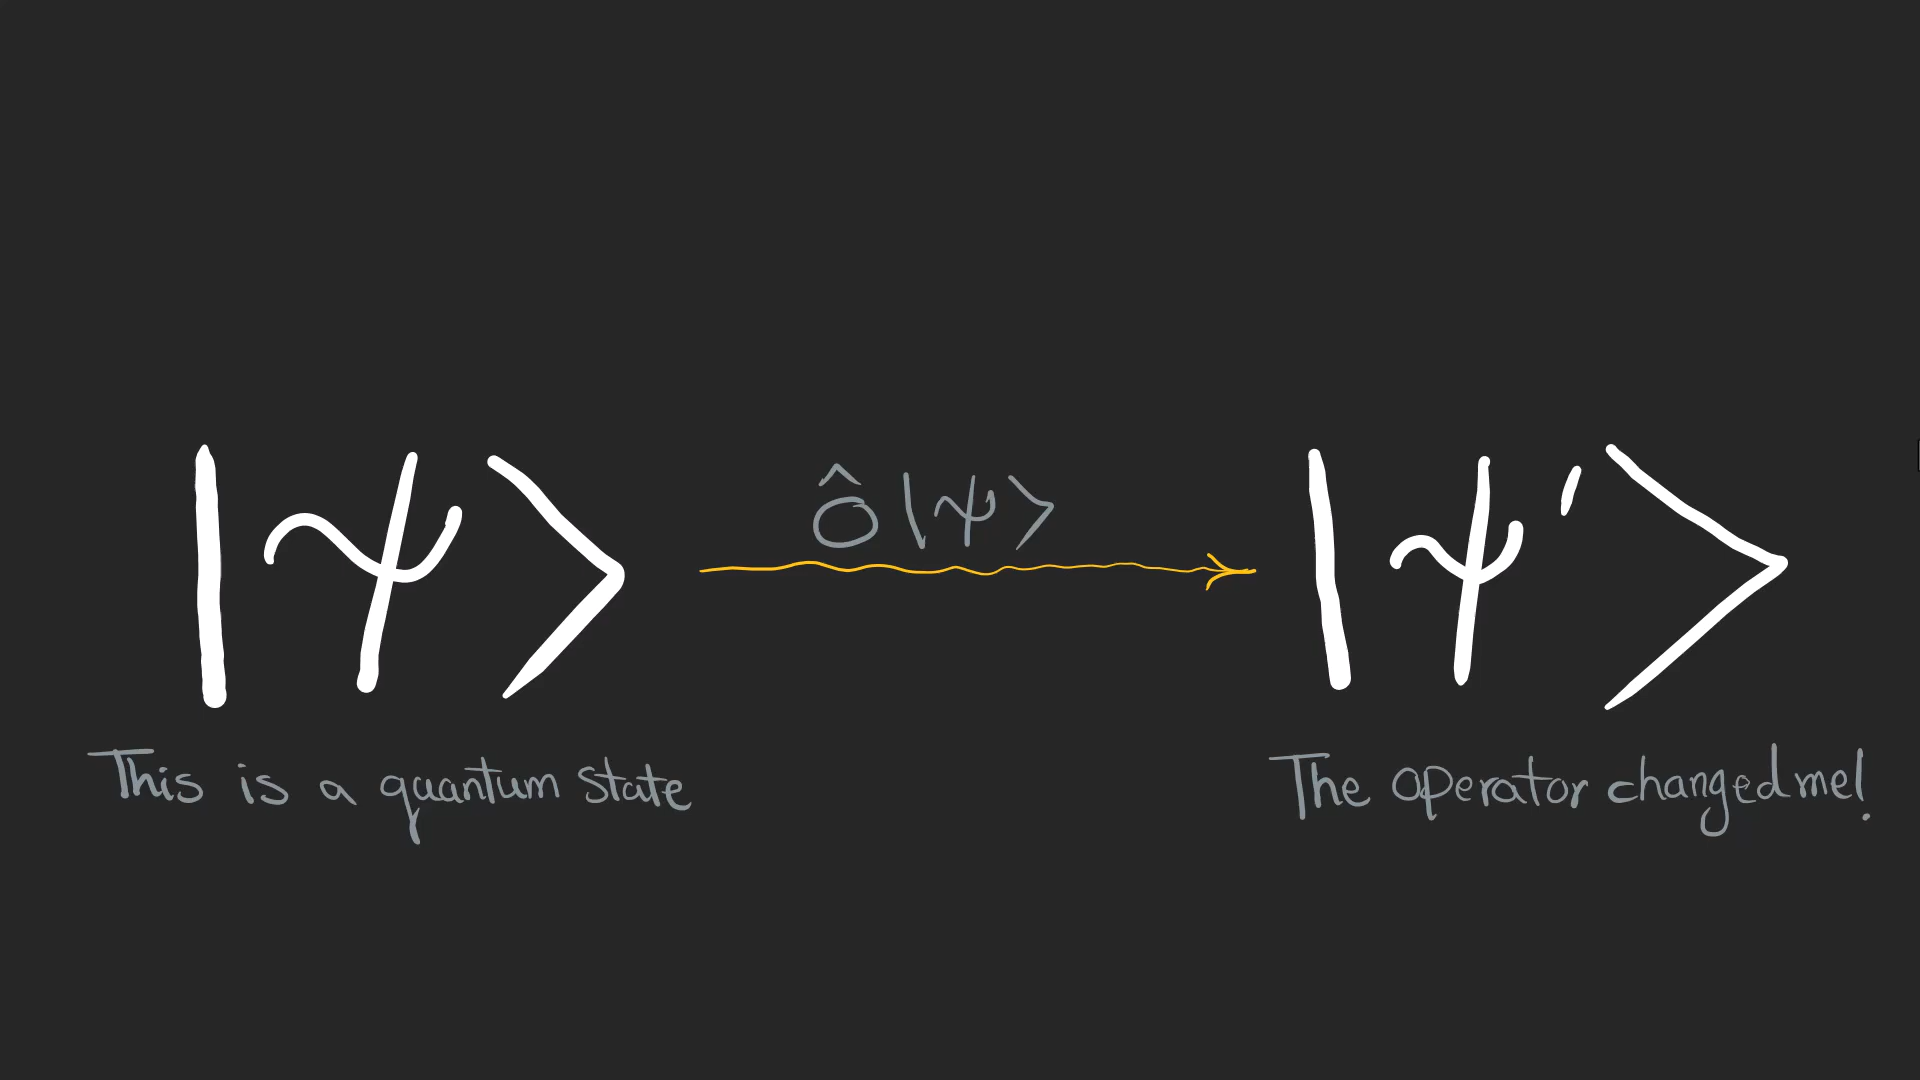 |ψ⟩ Ô|ψ⟩ |ψ'⟩
This is a quantum state
The operator changed me!